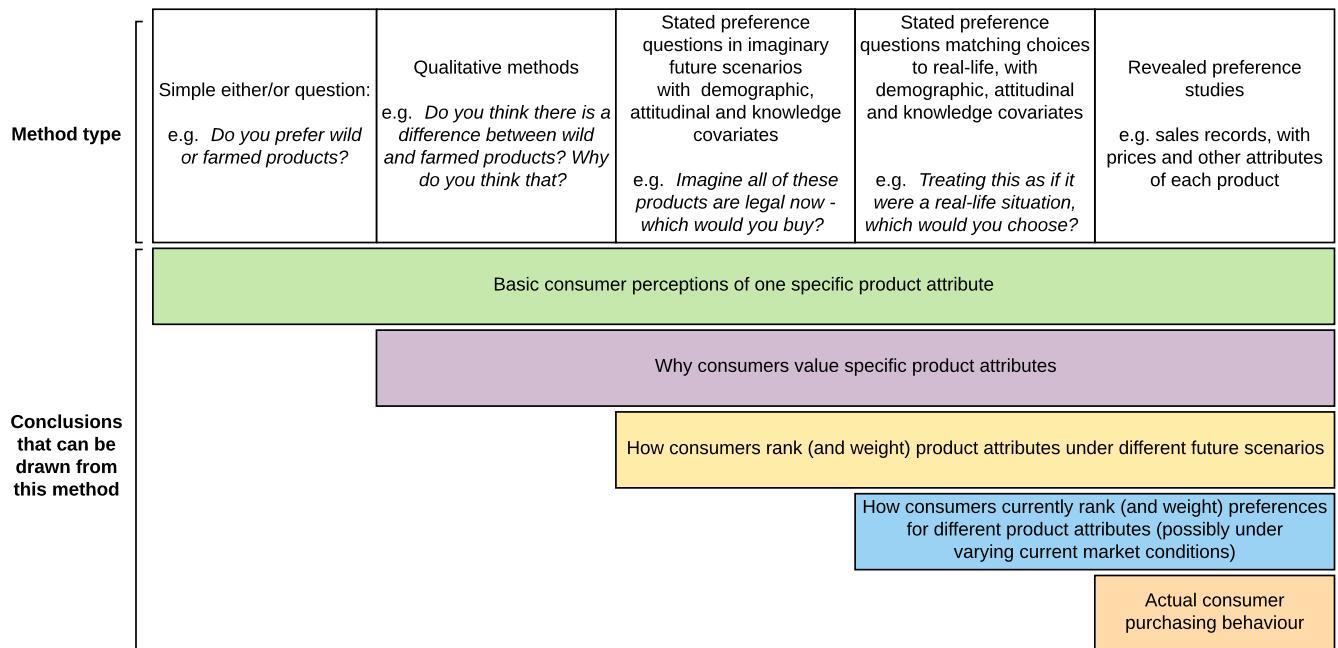 Method type
Simple either/or question:
e.g. Do you prefer wild
or farmed products?
Qualitative methods
e.g. Do you think there is a
difference between wild
and farmed products? Why
do you think that?
Stated preference
questions in imaginary
future scenarios
with demographic,
attitudinal and knowledge
covariates
e.g. Imagine all of these
products are legal now -
which would you buy?
Stated preference
questions matching choices
to real-life, with
demographic, attitudinal
and knowledge covariates
e.g. Treating this as if it
were a real-life situation,
which would you choose?
Revealed preference
studies
e.g. sales records, with
prices and other attributes
of each product
Conclusions
that can be
drawn from
this method
Basic consumer perceptions of one specific product attribute
Why consumers value specific product attributes
How consumers rank (and weight) product attributes under different future scenarios
How consumers currently rank (and weight) preferences
for different product attributes (possibly under
varying current market conditions)
Actual consumer
purchasing behaviour